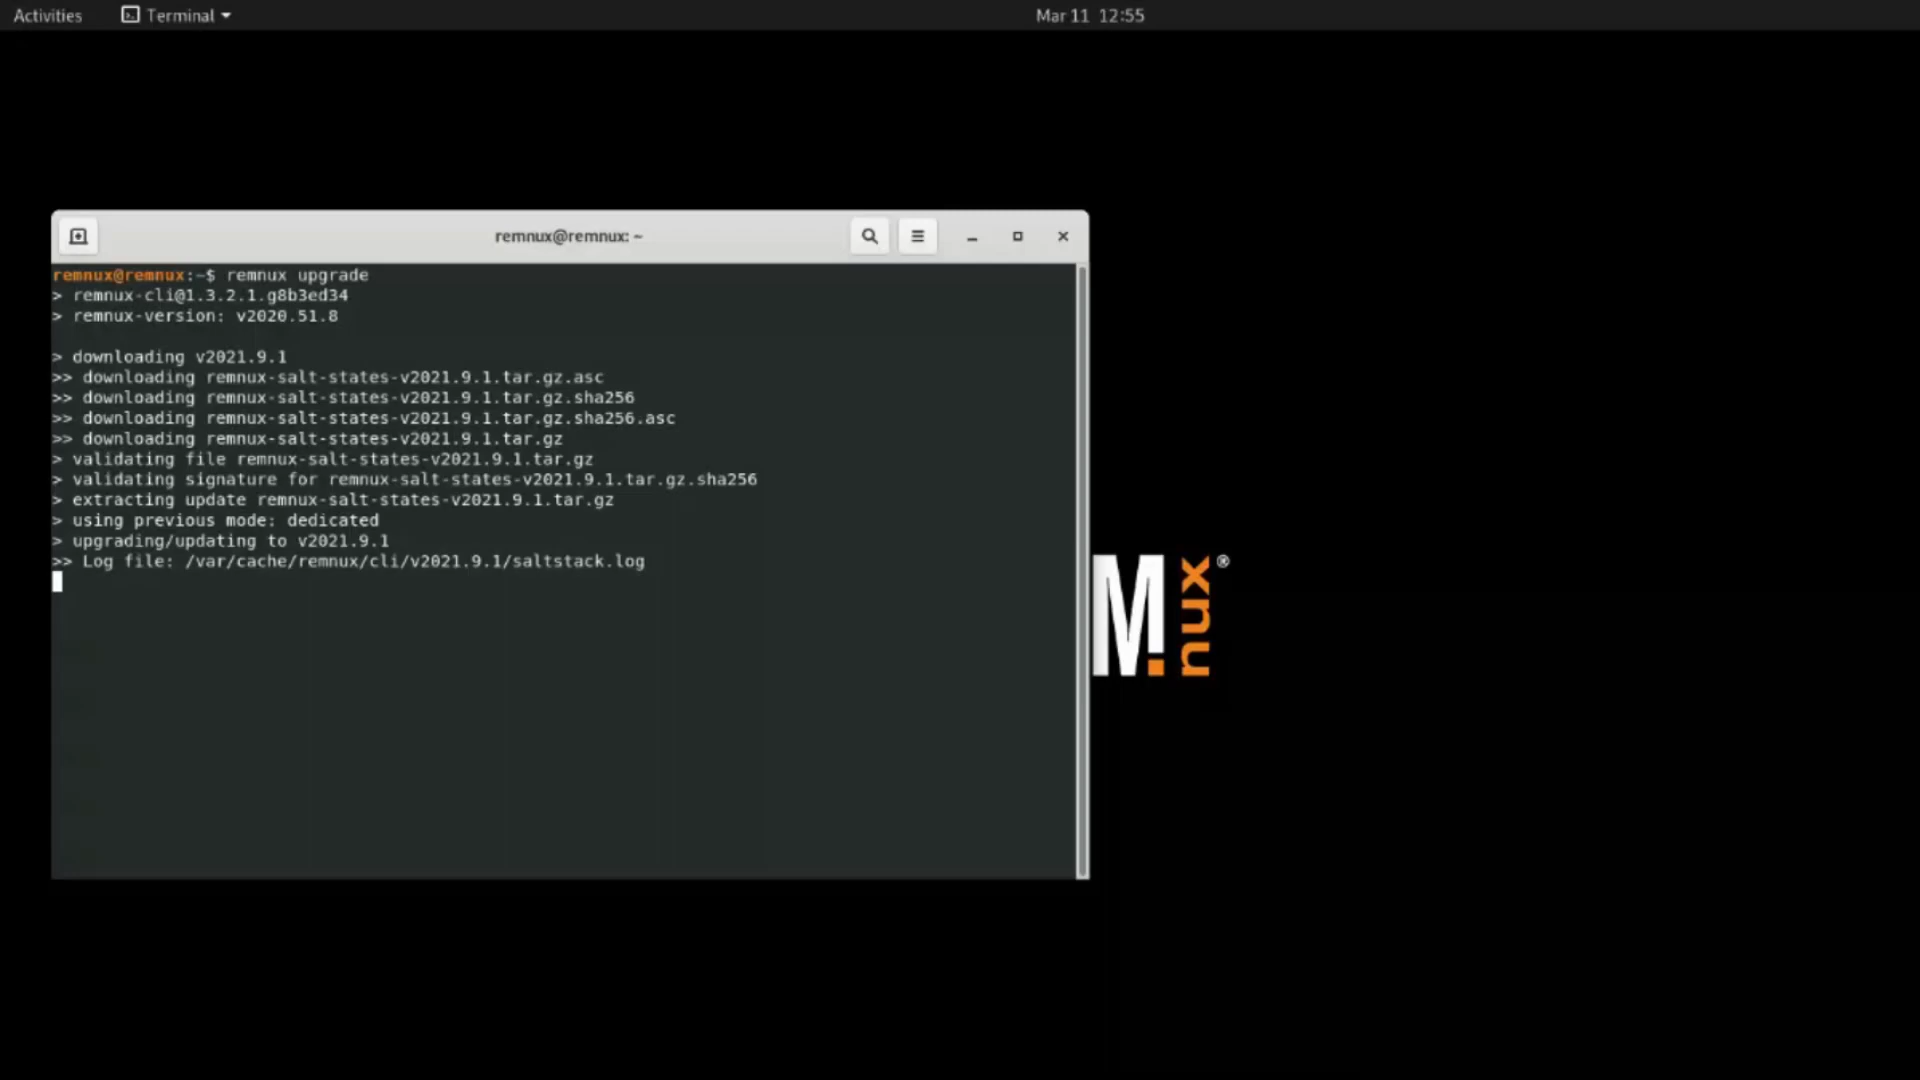 Activities Terminal Mar 11 12:55
remnux@remnux: ~
remnux@remnux:~$ remnux upgrade
> remnux-cli@1.3.2.1.g8b3ed34
> remnux-version: v2020.51.8
> downloading v2021.9.1
>> downloading remnux-salt-states-v2021.9.1.tar.gz.asc
>> downloading remnux-salt-states-v2021.9.1.tar.gz.sha256
>> downloading remnux-salt-states-v2021.9.1.tar.gz.sha256.asc
>> downloading remnux-salt-states-v2021.9.1.tar.gz
> validating file remnux-salt-states-v2021.9.1.tar.gz
> validating signature for remnux-salt-states-v2021.9.1.tar.gz.sha256
> extracting update remnux-salt-states-v2021.9.1.tar.gz
> using previous mode: dedicated
> upgrading/updating to v2021.9.1
>> Log file: /var/cache/remnux/cli/v2021.9.1/saltstack.log
M
nux®